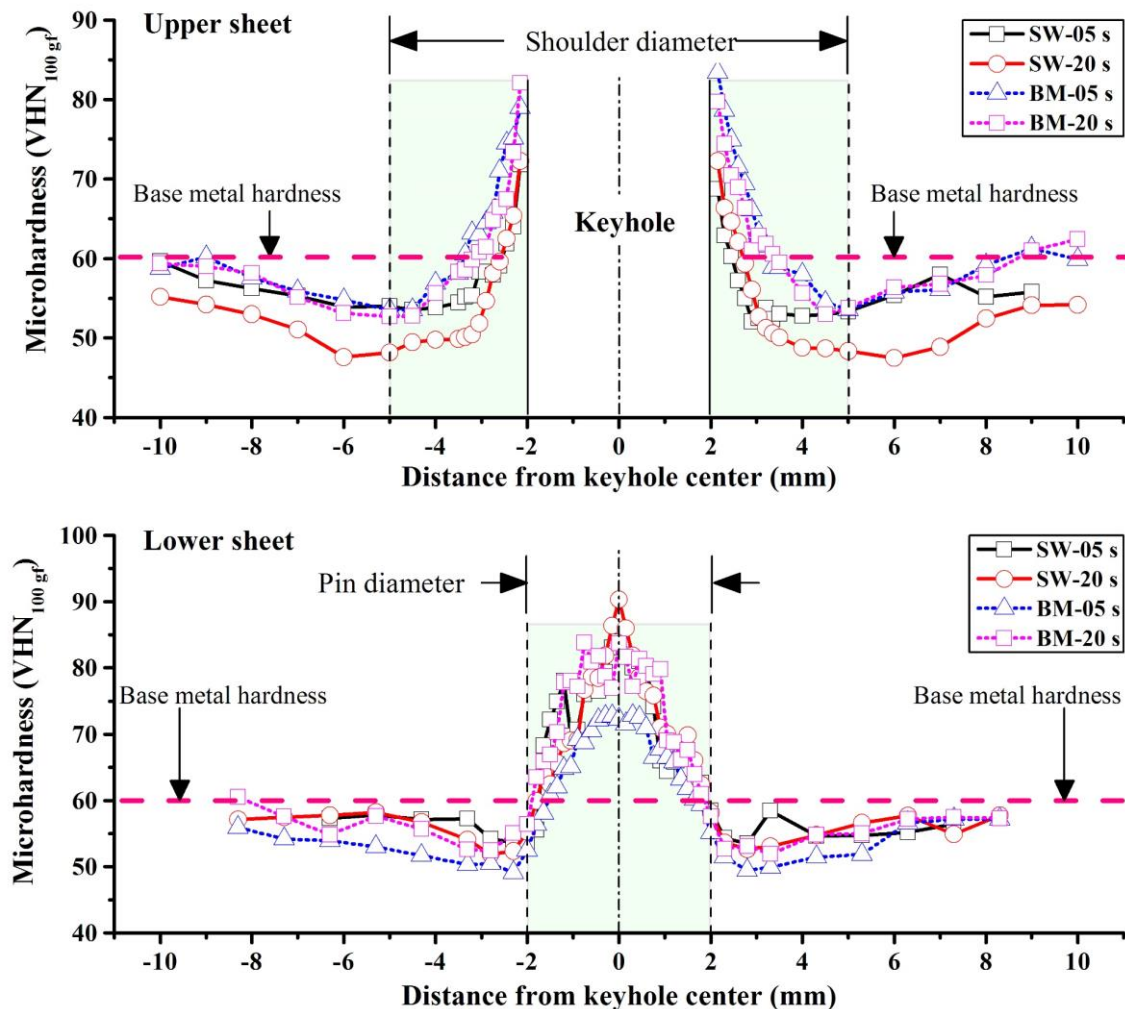 Upper sheet
Shoulder diameter
SW-05 s
SW-20 s
BM-05 s
BM-20 s
Base metal hardness
Base metal hardness
Keyhole
Microhardness (VHN100 gf)
90
80
70
60
50
40
-10 -8 -6 -4 -2 0 2 4 6 8 10
Distance from keyhole center (mm)
Lower sheet
Pin diameter
SW-05 s
SW-20 s
BM-05 s
BM-20 s
Base metal hardness
Base metal hardness
Microhardness (VHN100 gf)
100
90
80
70
60
50
40
-10 -8 -6 -4 -2 0 2 4 6 8 10
Distance from keyhole center (mm)